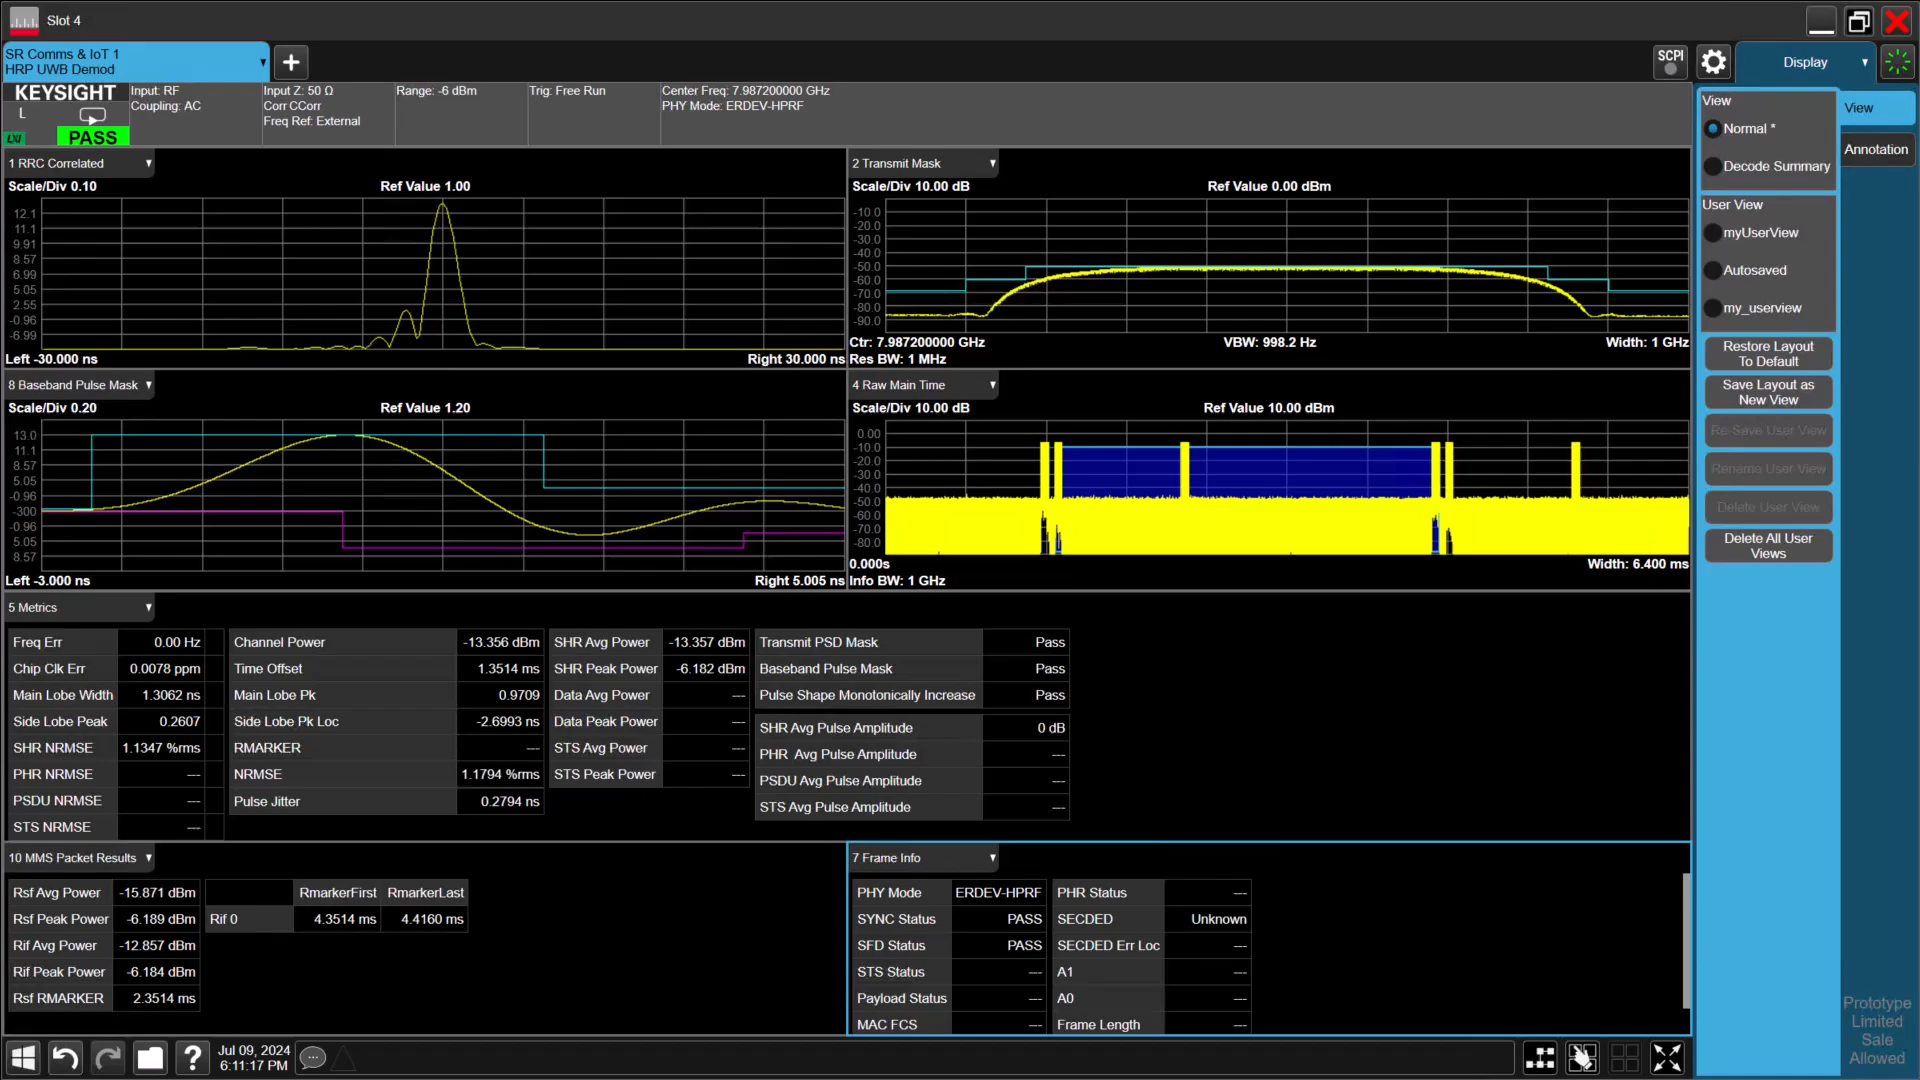 Slot 4
SR Comms & IoT 1
HRP UWB Demod
SCPI
Display
KEYSIGHT
L
LXI
PASS
Input: RF
Coupling: AC
Input Z: 50 Ω
Corr CCorr
Freq Ref: External
Range: -6 dBm
Trig: Free Run
Center Freq: 7.987200000 GHz
PHY Mode: ERDEV-HPRF
1 RRC Correlated
Scale/Div 0.10
Ref Value 1.00
12.1
11.1
9.91
8.57
6.99
5.05
2.55
-0.96
-6.99
Left -30.000 ns
Right 30.000 ns
2 Transmit Mask
Scale/Div 10.00 dB
Ref Value 0.00 dBm
-10.0
-20.0
-30.0
-40.0
-50.0
-60.0
-70.0
-80.0
-90.0
Ctr: 7.987200000 GHz
VBW: 998.2 Hz
Width: 1 GHz
Res BW: 1 MHz
8 Baseband Pulse Mask
Scale/Div 0.20
Ref Value 1.20
13.0
11.1
8.57
5.05
-0.96
-300
-0.96
5.05
8.57
Left -3.000 ns
Right 5.005 ns
4 Raw Main Time
Scale/Div 10.00 dB
Ref Value 10.00 dBm
0.00
-10.0
-20.0
-30.0
-40.0
-50.0
-60.0
-70.0
-80.0
0.000s
Width: 6.400 ms
Info BW: 1 GHz
5 Metrics
Freq Err 0.00 Hz
Chip Clk Err 0.0078 ppm
Main Lobe Width 1.3062 ns
Side Lobe Peak 0.2607
SHR NRMSE 1.1347 %rms
PHR NRMSE ---
PSDU NRMSE ---
STS NRMSE ---
Channel Power -13.356 dBm
Time Offset 1.3514 ms
Main Lobe Pk 0.9709
Side Lobe Pk Loc -2.6993 ns
RMARKER ---
NRMSE 1.1794 %rms
Pulse Jitter 0.2794 ns
SHR Avg Power -13.357 dBm
SHR Peak Power -6.182 dBm
Data Avg Power ---
Data Peak Power ---
STS Avg Power ---
STS Peak Power ---
Transmit PSD Mask Pass
Baseband Pulse Mask Pass
Pulse Shape Monotonically Increase Pass
SHR Avg Pulse Amplitude 0 dB
PHR Avg Pulse Amplitude ---
PSDU Avg Pulse Amplitude ---
STS Avg Pulse Amplitude ---
10 MMS Packet Results
Rsf Avg Power -15.871 dBm
Rsf Peak Power -6.189 dBm
Rif Avg Power -12.857 dBm
Rif Peak Power -6.184 dBm
Rsf RMARKER 2.3514 ms
RmarkerFirst RmarkerLast
Rif 0 4.3514 ms 4.4160 ms
7 Frame Info
PHY Mode ERDEV-HPRF
SYNC Status PASS
SFD Status PASS
STS Status ---
Payload Status ---
MAC FCS ---
PHR Status ---
SECDED Unknown
SECDED Err Loc ---
A1 ---
A0 ---
Frame Length ---
View
Normal *
Decode Summary
User View
myUserView
Autosaved
my_userview
Restore Layout
To Default
Save Layout as
New View
Re-Save User View
Rename User View
Delete User View
Delete All User
Views
View
Annotation
Prototype
Limited
Sale
Allowed
?
Jul 09, 2024
6:11:17 PM